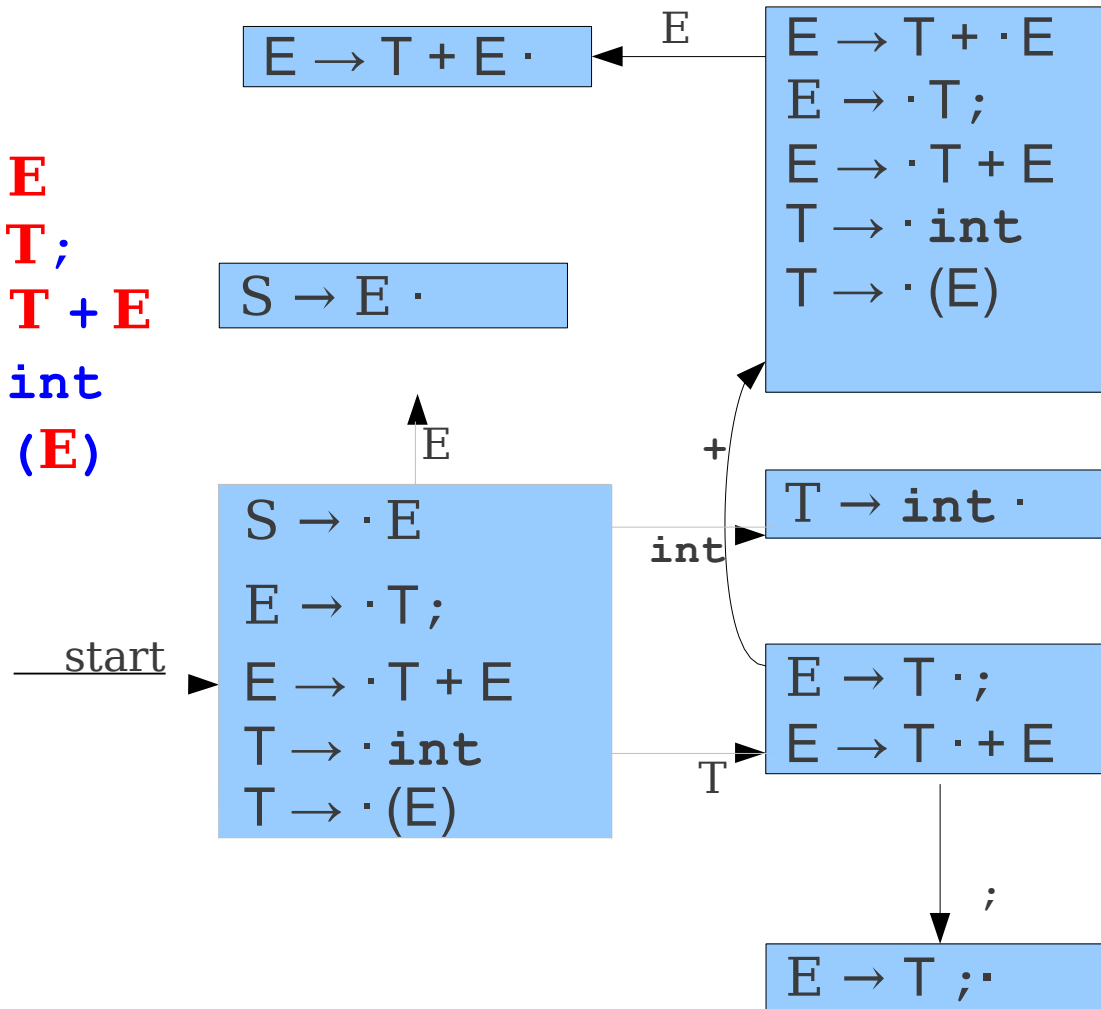 E → T + E ·
E
E → T + · E
E → · T ;
E → · T + E
T → · int
T → · (E)
E
T ;
T + E
int
(E)
S → E ·
E
+
T → int ·
int
S → · E
E → · T ;
E → · T + E
T → · int
T → · (E)
start
E → T · ;
E → T · + E
T
;
E → T ; ·